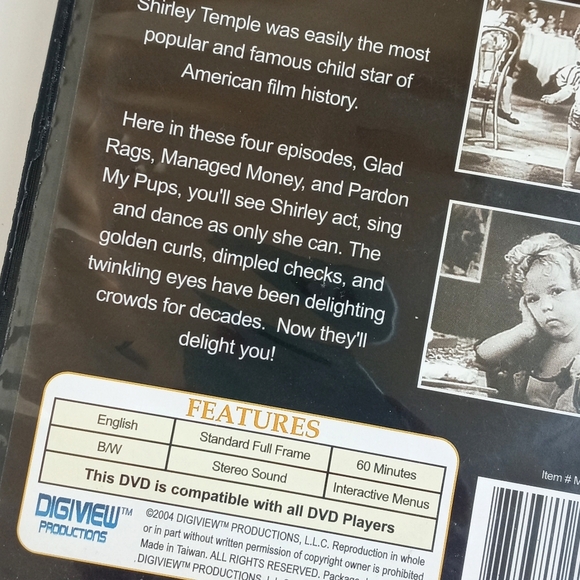 Shirley Temple was easily the most
popular and famous child star of
American film history.
Here in these four episodes, Glad
Rags, Managed Money, and Pardon
My Pups, you'll see Shirley act, sing
and dance as only she can. The
golden curls, dimpled checks, and
twinkling eyes have been delighting
crowds for decades. Now they'll
delight you!
FEATURES
English
Standard Full Frame
60 Minutes
B/W
Stereo Sound
Interactive Menus
This DVD is compatible with all DVD Players
DIGIVIEW™
PRODUCTIONS
©2004 DIGIVIEW™ PRODUCTIONS, L.L.C. Reproduction in whole
or in part without written permission of copyright owner is prohibited
Made in Taiwan. ALL RIGHTS RESERVED.
DIGIVIEW™ PRODUCTIONS,
Item #